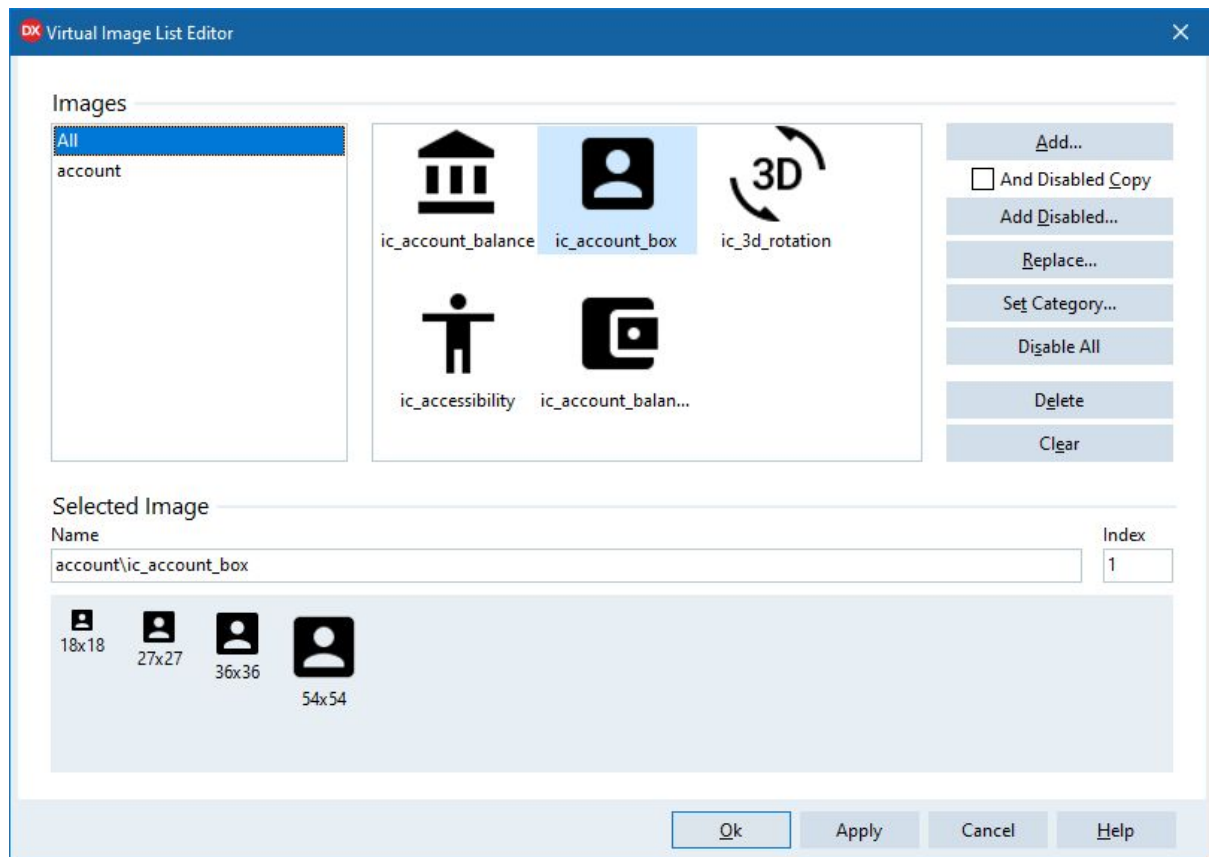 DX Virtual Image List Editor
Images
All
account
3D
ic_account_balance ic_account_box ic_3d_rotation
ic_accessibility ic_account_balan...
Add...
And Disabled Copy
Add Disabled...
Replace...
Set Category...
Disable All
Delete
Clear
Selected Image
Name Index
account\ic_account_box 1
18x18 27x27 36x36 54x54
Ok Apply Cancel Help